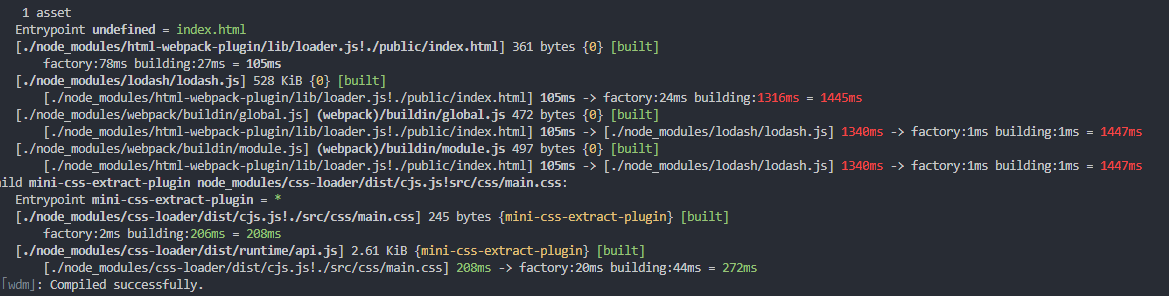 1 asset
Entrypoint undefined = index.html
[./node_modules/html-webpack-plugin/lib/loader.js!./public/index.html] 361 bytes {0} [built]
factory:78ms building:27ms = 105ms
[./node_modules/lodash/lodash.js] 528 KiB {0} [built]
[./node_modules/html-webpack-plugin/lib/loader.js!./public/index.html] 105ms -> factory:24ms building:1316ms = 1445ms
[./node_modules/webpack/buildin/global.js] (webpack)/buildin/global.js 472 bytes {0} [built]
[./node_modules/html-webpack-plugin/lib/loader.js!./public/index.html] 105ms -> [./node_modules/lodash/lodash.js] 1340ms -> factory:1ms building:1ms = 1447ms
[./node_modules/webpack/buildin/module.js] (webpack)/buildin/module.js 497 bytes {0} [built]
[./node_modules/html-webpack-plugin/lib/loader.js!./public/index.html] 105ms -> [./node_modules/lodash/lodash.js] 1340ms -> factory:1ms building:1ms = 1447ms
ild mini-css-extract-plugin node_modules/css-loader/dist/cjs.js!src/css/main.css:
Entrypoint mini-css-extract-plugin = *
[./node_modules/css-loader/dist/cjs.js!./src/css/main.css] 245 bytes {mini-css-extract-plugin} [built]
factory:2ms building:206ms = 208ms
[./node_modules/css-loader/dist/runtime/api.js] 2.61 KiB {mini-css-extract-plugin} [built]
[./node_modules/css-loader/dist/cjs.js!./src/css/main.css] 208ms -> factory:20ms building:44ms = 272ms
｢wdm｣: Compiled successfully.